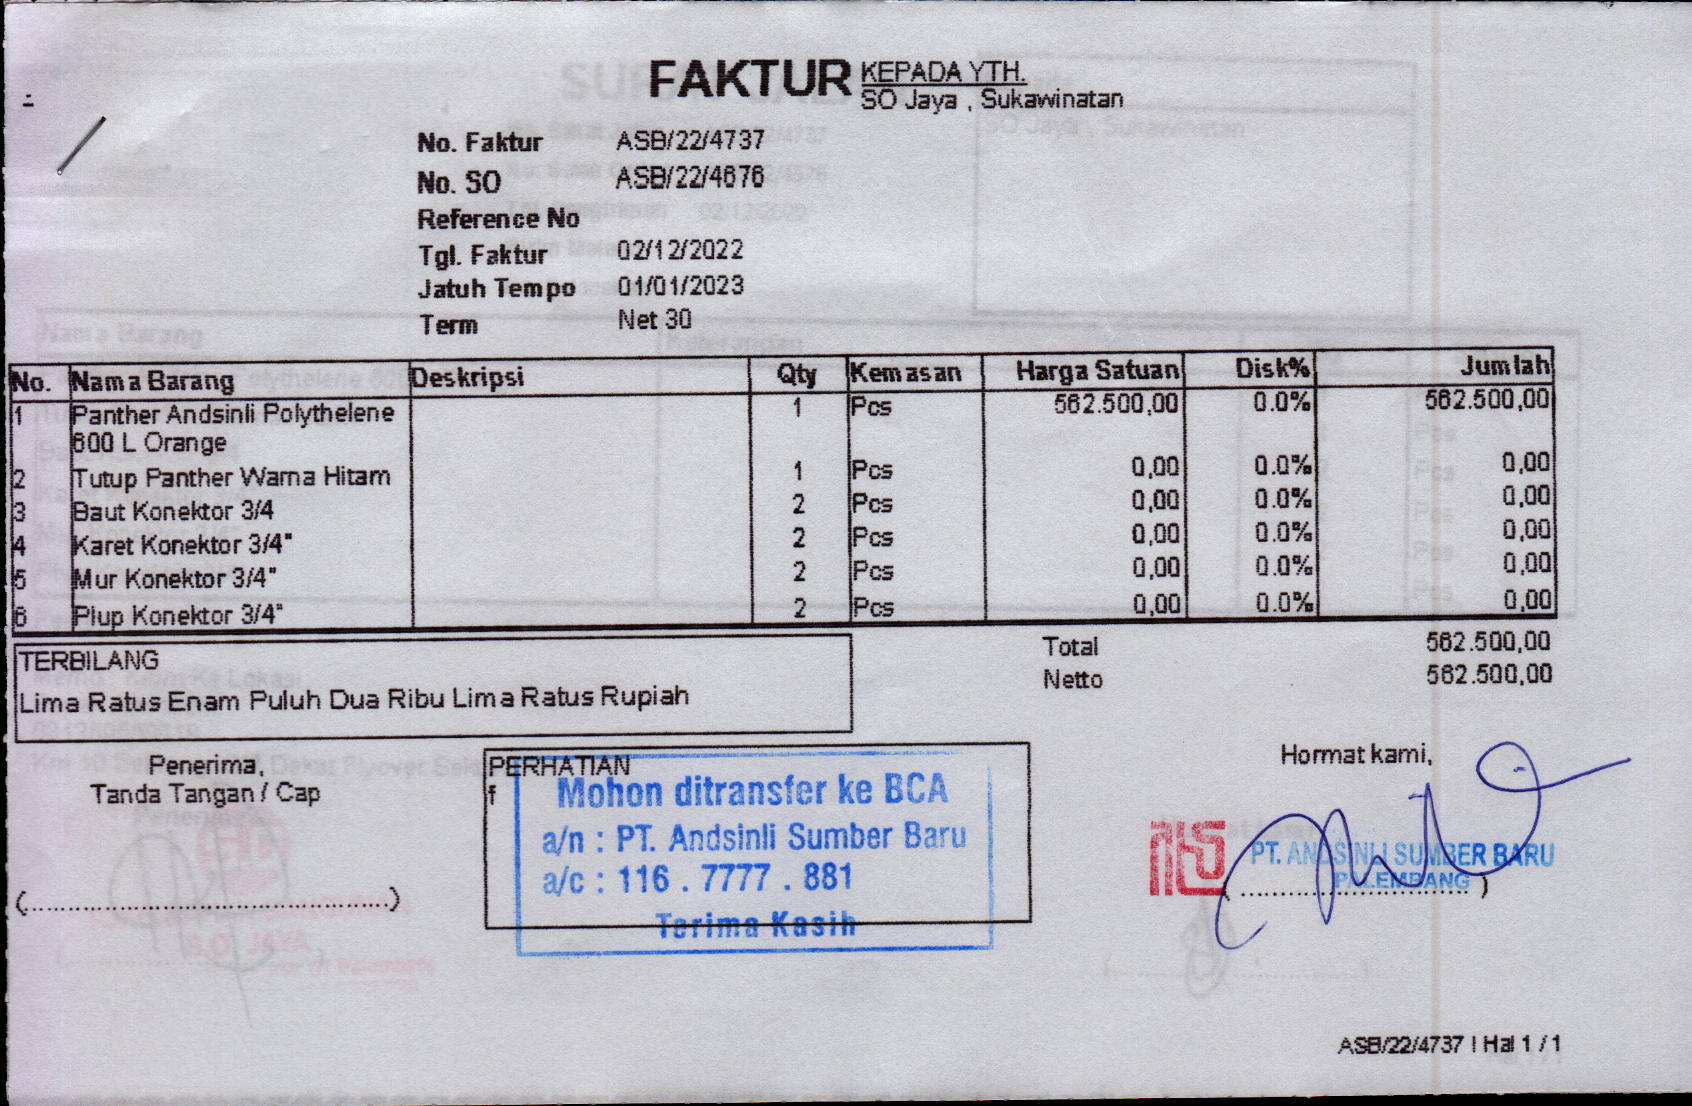 FAKTUR KEPADA YTH.
SO Jaya , Sukawinatan
No. Faktur ASB/22/4737
No. SO ASB/22/4676
Reference No
Tgl. Faktur 02/12/2022
Jatuh Tempo 01/01/2023
Term Net 30
No. Nama Barang Deskripsi Qty Kemasan Harga Satuan Disk% Jumlah
1 Panther Andsinli Polythelene 1 Pcs 562.500,00 0.0% 562.500,00
600 L Orange
2 Tutup Panther Warna Hitam 1 Pcs 0,00 0.0% 0,00
3 Baut Konektor 3/4 2 Pcs 0,00 0.0% 0,00
4 Karet Konektor 3/4" 2 Pcs 0,00 0.0% 0,00
5 Mur Konektor 3/4" 2 Pcs 0,00 0.0% 0,00
6 Plup Konektor 3/4" 2 Pcs 0,00 0.0% 0,00
Total 562.500,00
Netto 562.500,00
TERBILANG
Lima Ratus Enam Puluh Dua Ribu Lima Ratus Rupiah
Penerima,
Tanda Tangan / Cap
(....................................................)
PERHATIAN
f
Mohon ditransfer ke BCA
a/n : PT. Andsinli Sumber Baru
a/c : 116 . 7777 . 881
Terima Kasih
Hormat kami,
PT. ANDSINLI SUMBER BARU
PALEMBANG
(....................................)
ASB/22/4737 | Hal 1 / 1